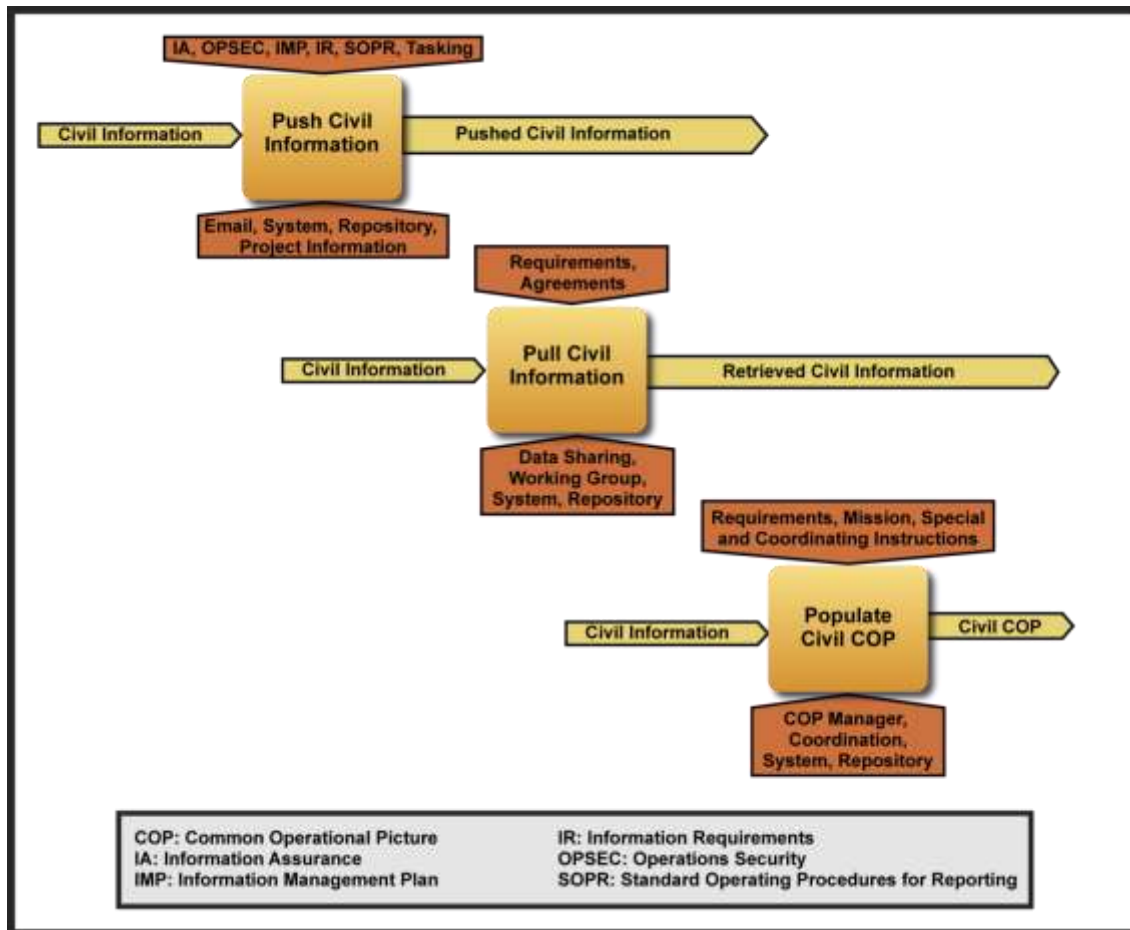 IA, OPSEC, IMP, IR, SOPR, Tasking
Push Civil
Information
Civil Information
Pushed Civil Information
Email, System, Repository,
Project Information
Requirements,
Agreements
Pull Civil
Information
Civil Information
Retrieved Civil Information
Data Sharing,
Working Group,
System, Repository
Requirements, Mission, Special
and Coordinating Instructions
Populate
Civil COP
Civil Information
Civil COP
COP Manager,
Coordination,
System, Repository
COP: Common Operational Picture
IA: Information Assurance
IMP: Information Management Plan
IR: Information Requirements
OPSEC: Operations Security
SOPR: Standard Operating Procedures for Reporting